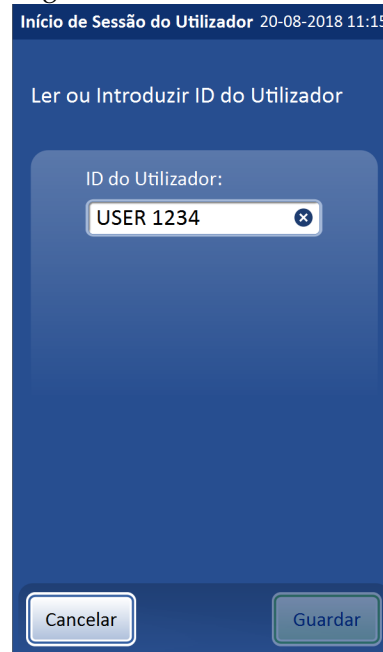 Início de Sessão do Utilizador 20-08-2018 11:15
Ler ou Introduzir ID do Utilizador
ID do Utilizador:
USER 1234
Cancelar
Guardar